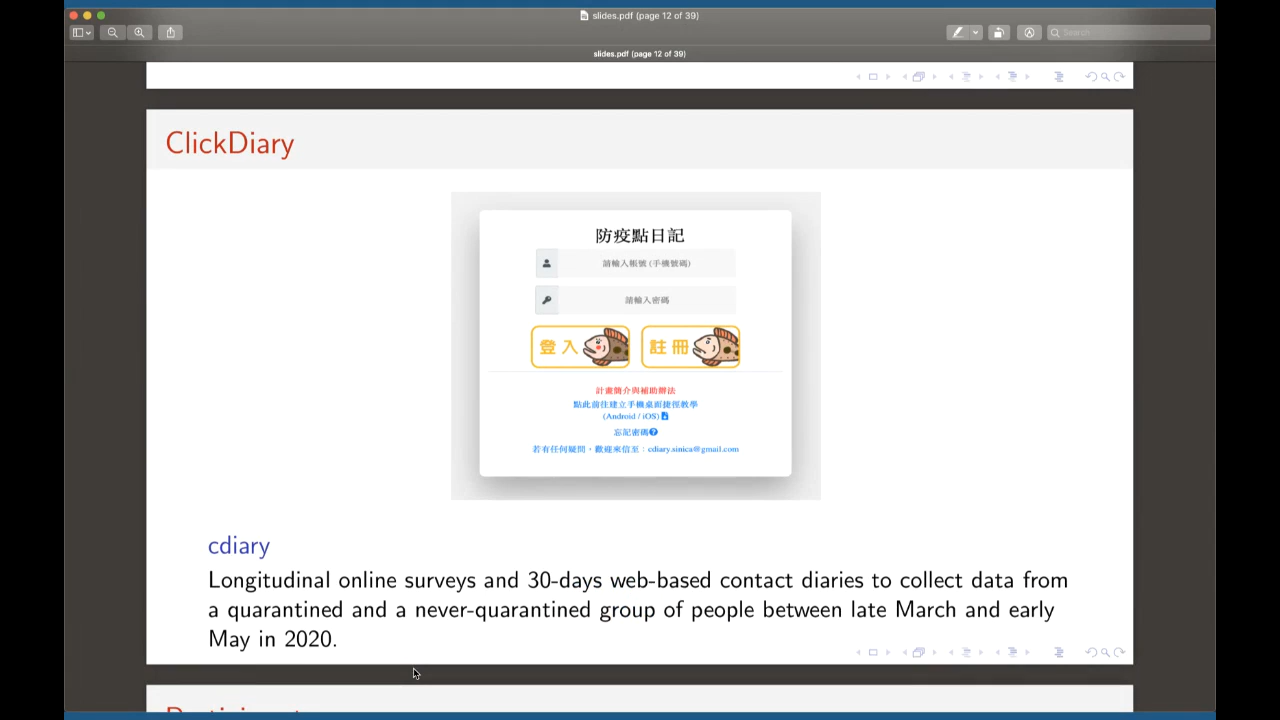 slides.pdf (page 12 of 39)
Search
slides.pdf (page 12 of 39)
ClickDiary
防疫點日記
請輸入帳號 (手機號碼)
請輸入密碼
登入
註冊
計畫簡介與補助辦法
點此前往建立手機桌面捷徑教學
(Android / iOS)
忘記密碼
若有任何疑問，歡迎來信至：cdiary.sinica@gmail.com
cdiary
Longitudinal online surveys and 30-days web-based contact diaries to collect data from
a quarantined and a never-quarantined group of people between late March and early
May in 2020.